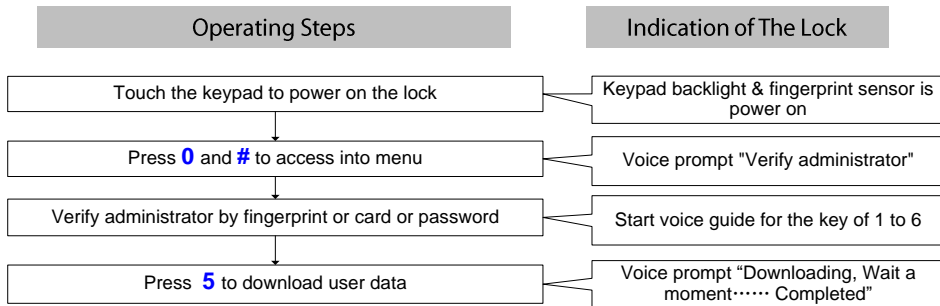 Operating Steps
Indication of The Lock
Touch the keypad to power on the lock
Keypad backlight & fingerprint sensor is
power on
Press 0 and # to access into menu
Voice prompt "Verify administrator"
Verify administrator by fingerprint or card or password
Start voice guide for the key of 1 to 6
Press 5 to download user data
Voice prompt “Downloading, Wait a
moment⋯⋯ Completed”